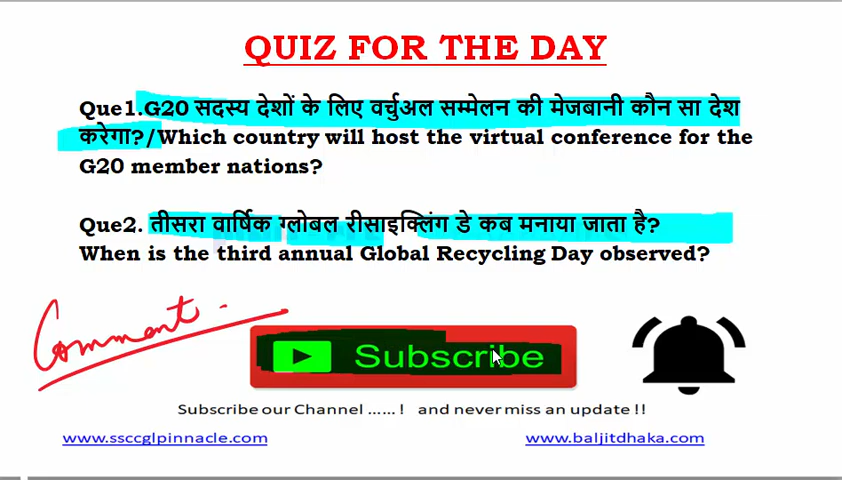 QUIZ FOR THE DAY
Que1.G20 सदस्य देशों के लिए वर्चुअल सम्मेलन की मेजबानी कौन सा देश
करेगा?/Which country will host the virtual conference for the
G20 member nations?
Que2. तीसरा वार्षिक ग्लोबल रीसाइक्लिंग डे कब मनाया जाता है?
When is the third annual Global Recycling Day observed?
Comment.
Subscribe
Subscribe our Channel ...... ! and never miss an update !!
www.ssccglpinnacle.com www.baljitdhaka.com